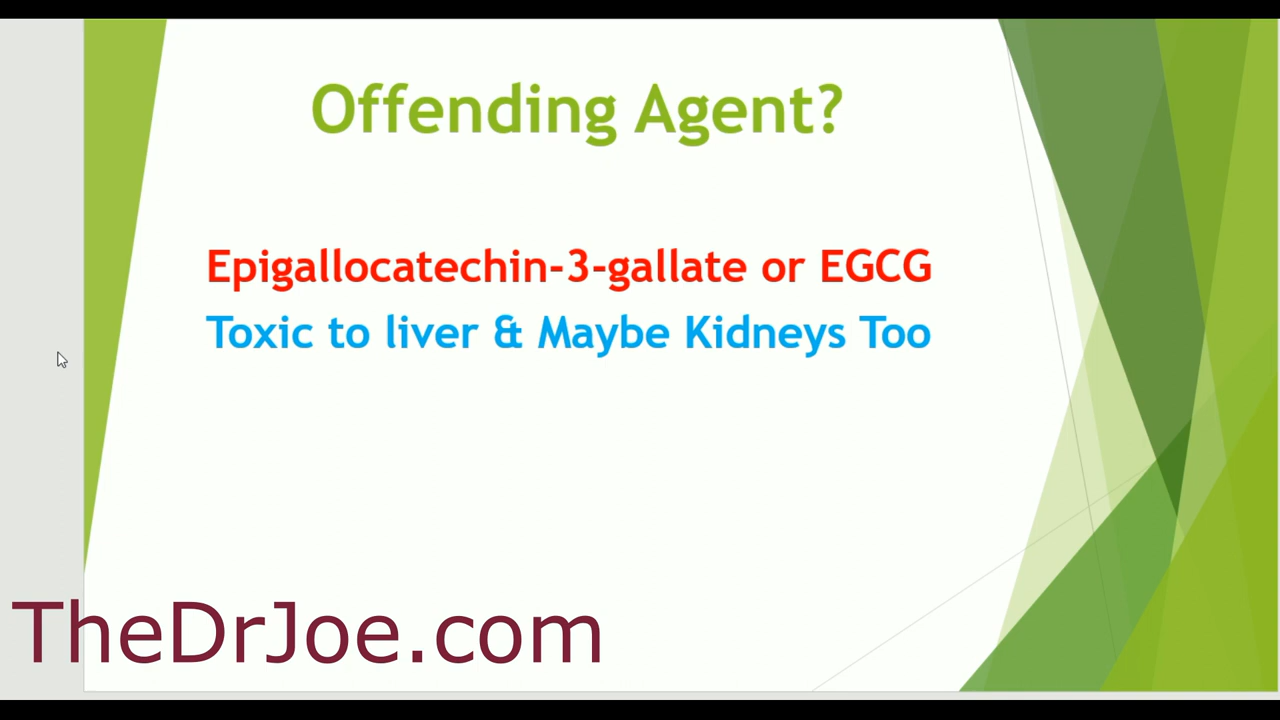 Offending Agent?
Epigallocatechin-3-gallate or EGCG
Toxic to liver & Maybe Kidneys Too
TheDrJoe.com